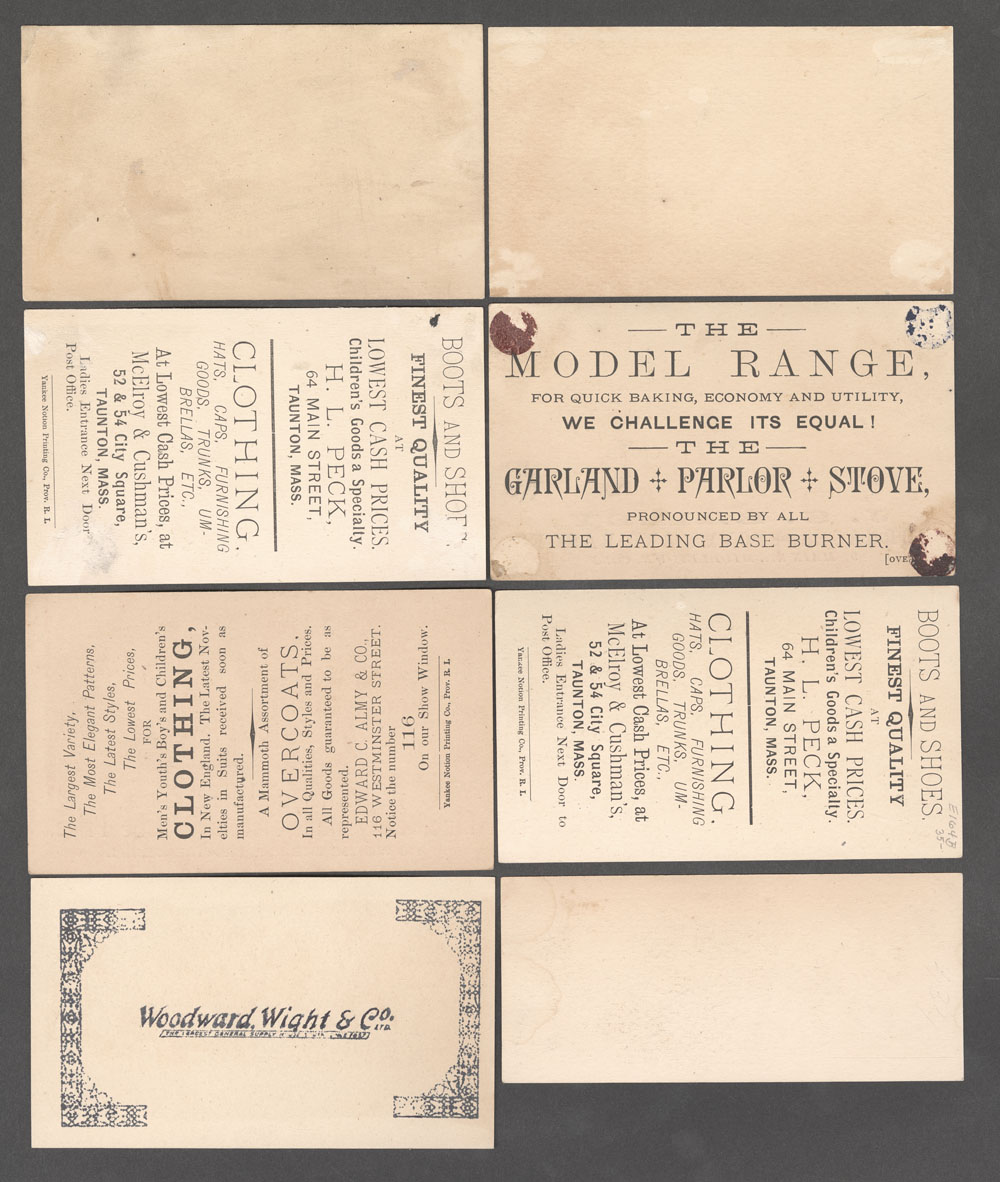 BOOTS AND SHOES
FINEST QUALITY
AT
LOWEST CASH PRICES.
Children's Goods a Specialty.
H. L. PECK,
64 MAIN STREET,
TAUNTON, MASS.
CLOTHING.
HATS, CAPS, FURNISHING
GOODS, TRUNKS, UM-
BRELLAS, ETC.,
At Lowest Cash Prices, at
McElroy & Cushman's,
52 & 54 City Square,
TAUNTON, MASS.
Ladies Entrance Next Door
Post Office.
Yankee Notion Printing Co., Prov. R. I.
THE
MODEL RANGE,
FOR QUICK BAKING, ECONOMY AND UTILITY,
WE CHALLENGE ITS EQUAL!
THE
GARLAND ✣ PARLOR ✣ STOVE,
PRONOUNCED BY ALL
THE LEADING BASE BURNER.
[OVE
The Largest Variety,
The Most Elegant Patterns,
The Latest Styles,
The Lowest Prices,
FOR
Men's Youth's Boy's and Children's
CLOTHING,
In New England. The Latest Nov-
elties in Suits received soon as
manufactured.
A Mammoth Assortment of
OVERCOATS,
In all Qualities, Styles and Prices.
All Goods guaranteed to be as
represented.
EDWARD C. ALMY & CO.,
116 WESTMINSTER STREET.
Notice the number
116
On our Show Window.
Yankee Notion Printing Co., Prov. R. I.
BOOTS AND SHOES.
FINEST QUALITY
AT
LOWEST CASH PRICES.
Children's Goods a Specialty.
H. L. PECK,
64 MAIN STREET,
TAUNTON, MASS.
CLOTHING.
HATS, CAPS, FURNISHING
GOODS, TRUNKS, UM-
BRELLAS, ETC.,
At Lowest Cash Prices, at
McElroy & Cushman's,
52 & 54 City Square,
TAUNTON, MASS.
Ladies Entrance Next Door to
Post Office.
Yankee Notion Printing Co., Prov. R. I.
35-
Woodward, Wight & Co.
LTD.
GENERAL SUPPLY